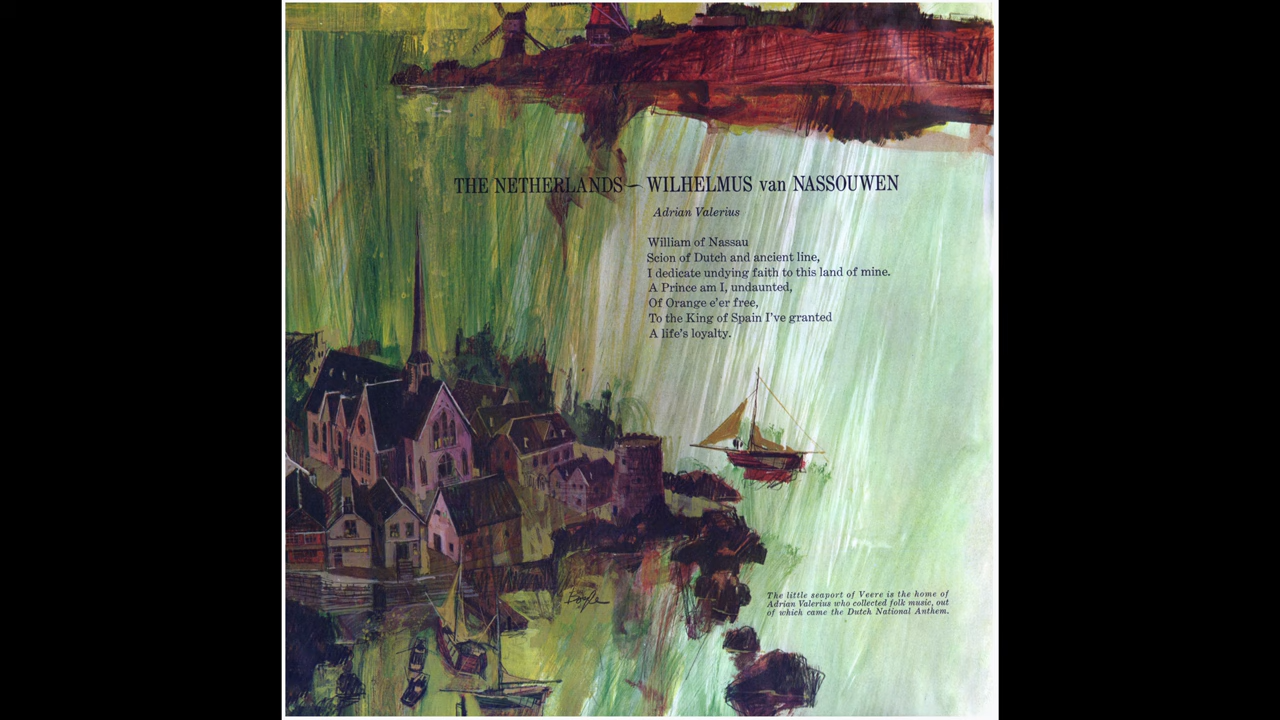 THE NETHERLANDS — WILHELMUS van NASSOUWEN
Adrian Valerius
William of Nassau
Scion of Dutch and ancient line,
I dedicate undying faith to this land of mine.
A Prince am I, undaunted,
Of Orange e'er free,
To the King of Spain I've granted
A life's loyalty.
Boyle
The little seaport of Veere is the home of
Adrian Valerius who collected folk music, out
of which came the Dutch National Anthem.